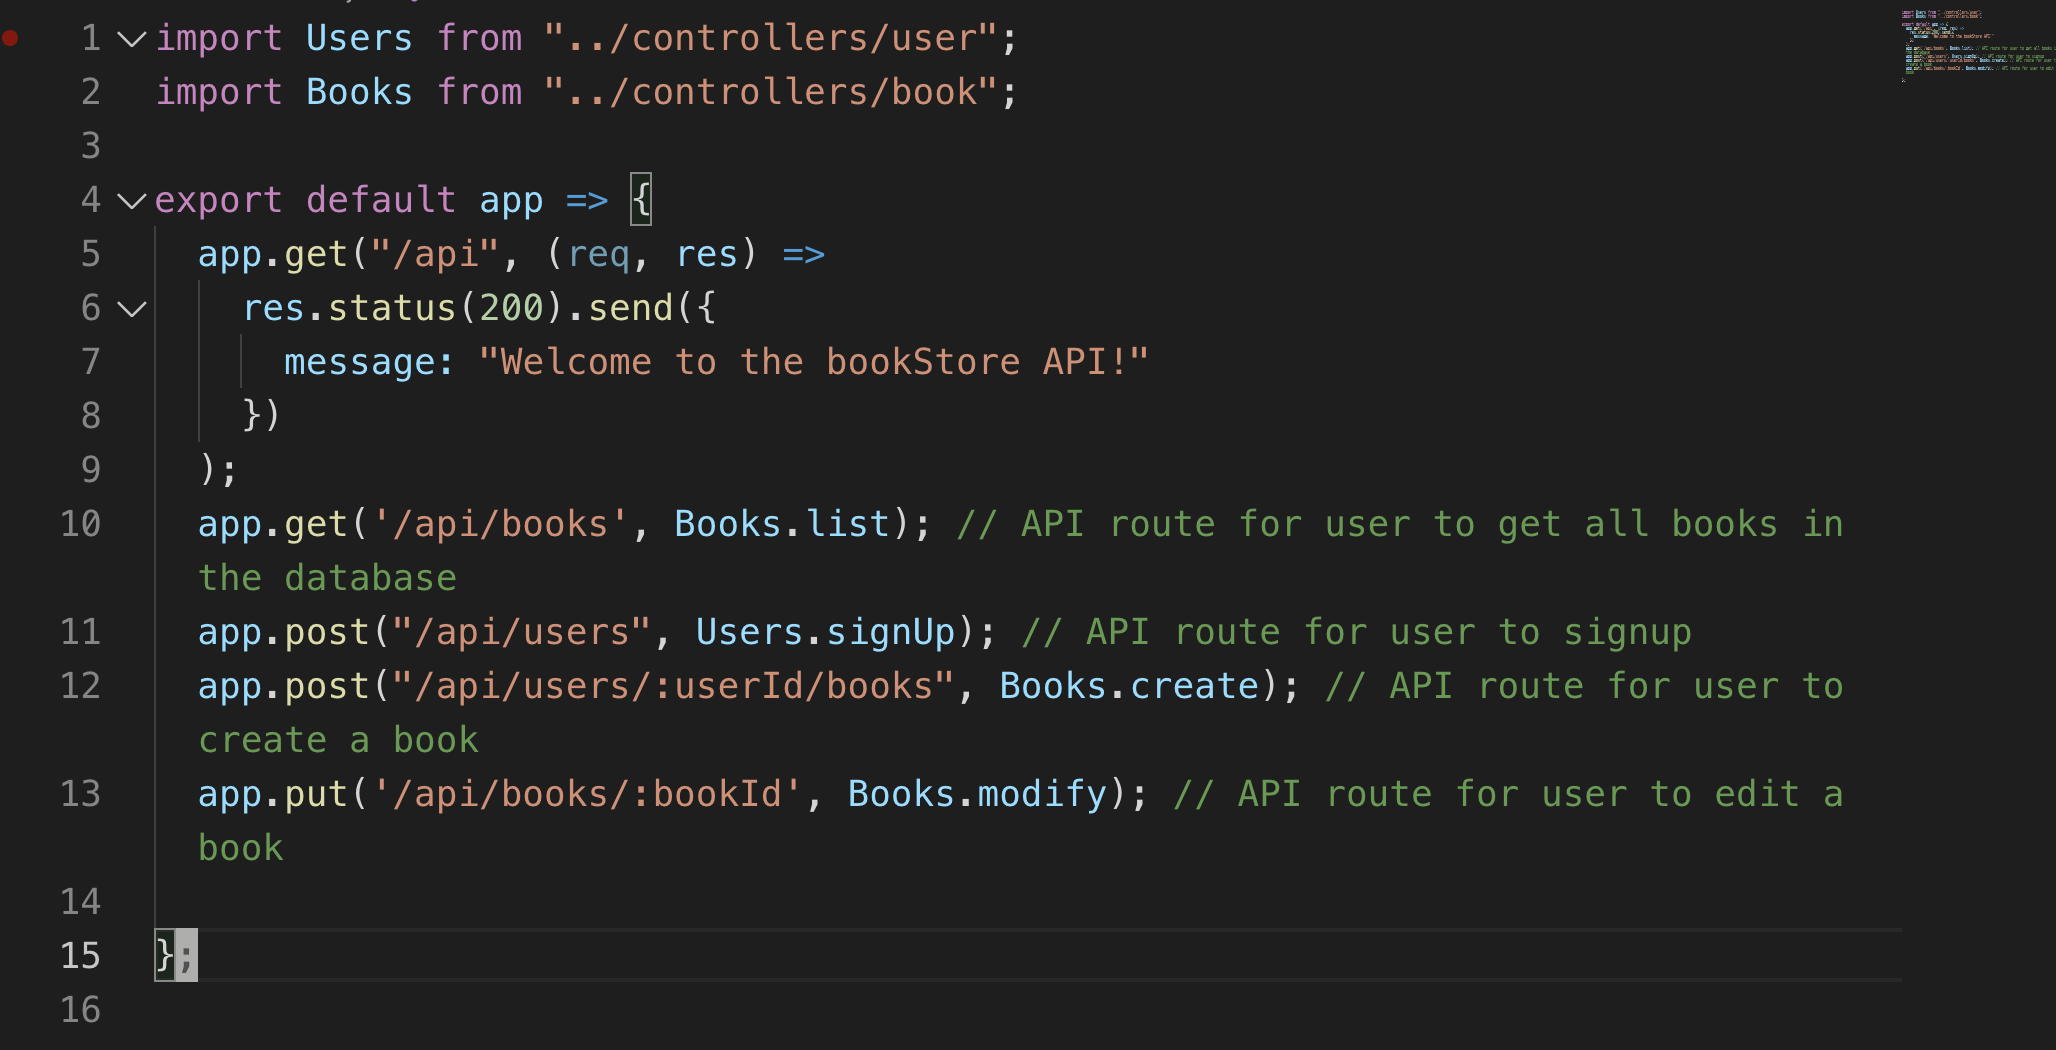 1 import Users from "../controllers/user";
2 import Books from "../controllers/book";
3
4 export default app => {
5 app.get("/api", (req, res) =>
6 res.status(200).send({
7 message: "Welcome to the bookStore API!"
8 })
9 );
10 app.get('/api/books', Books.list); // API route for user to get all books in
the database
11 app.post("/api/users", Users.signUp); // API route for user to signup
12 app.post("/api/users/:userId/books", Books.create); // API route for user to
create a book
13 app.put('/api/books/:bookId', Books.modify); // API route for user to edit a
book
14
15 };
16